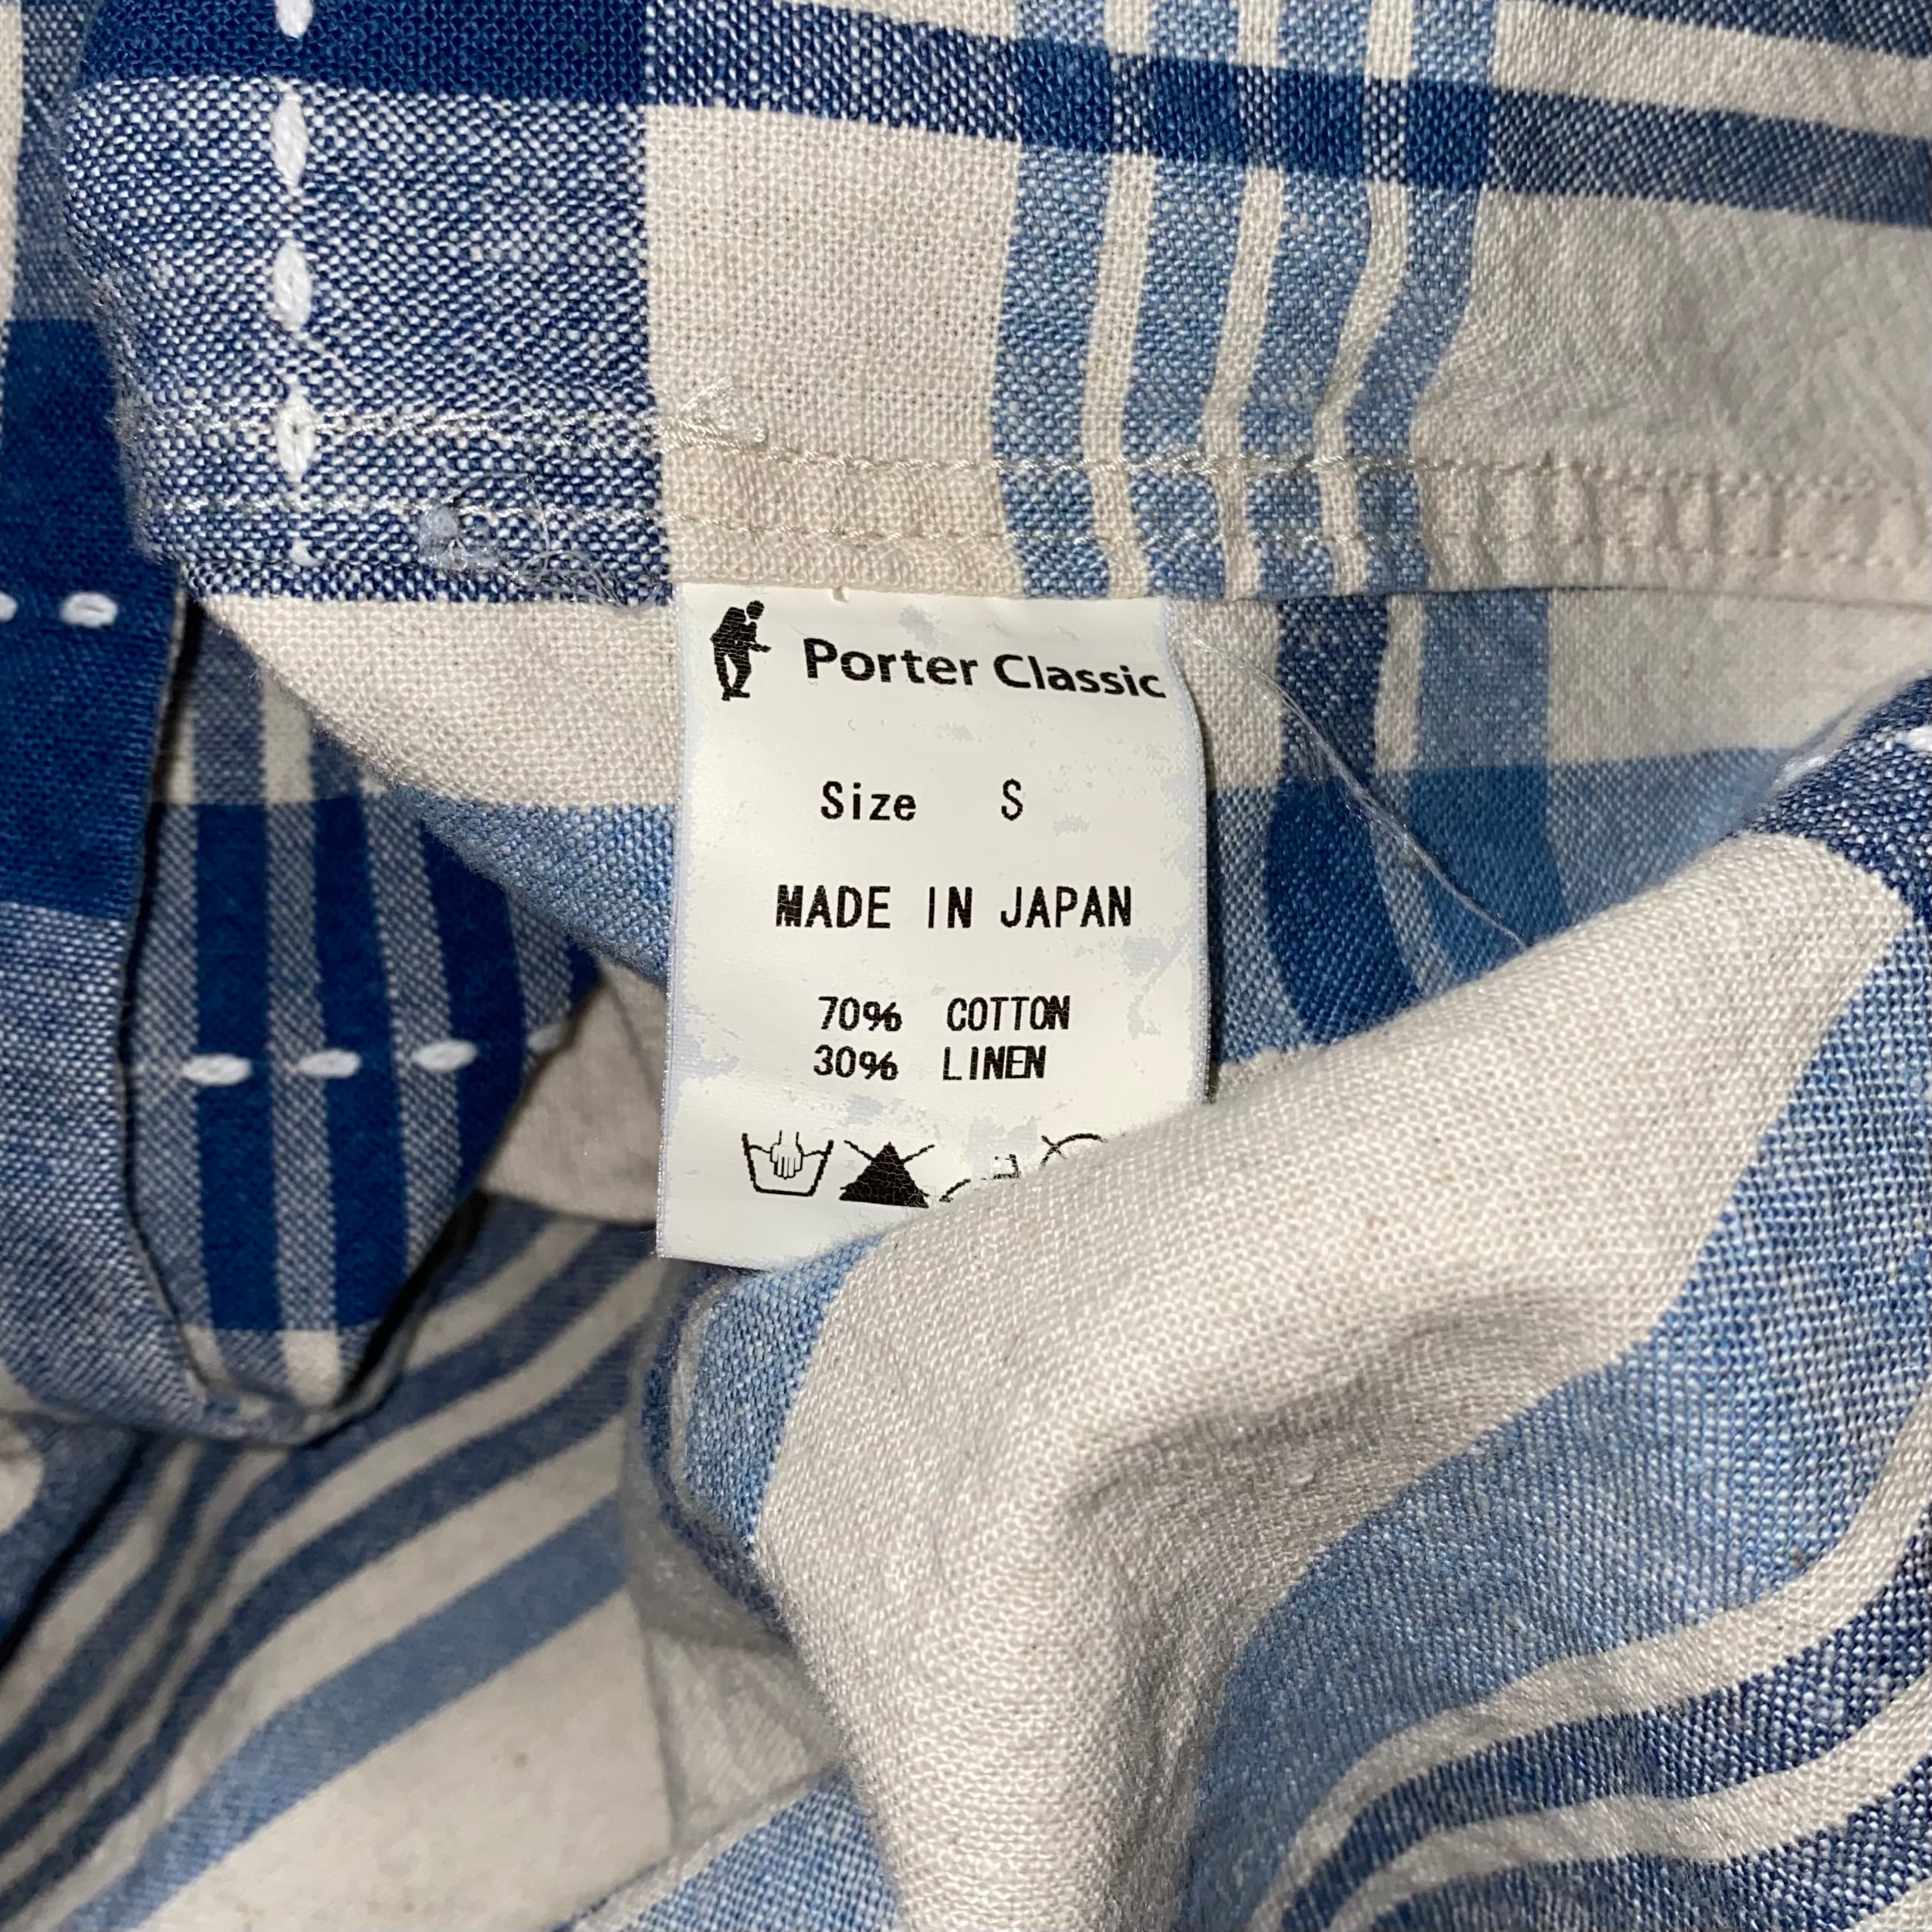 Porter Classic
Size S
MADE IN JAPAN
70% COTTON
30% LINEN